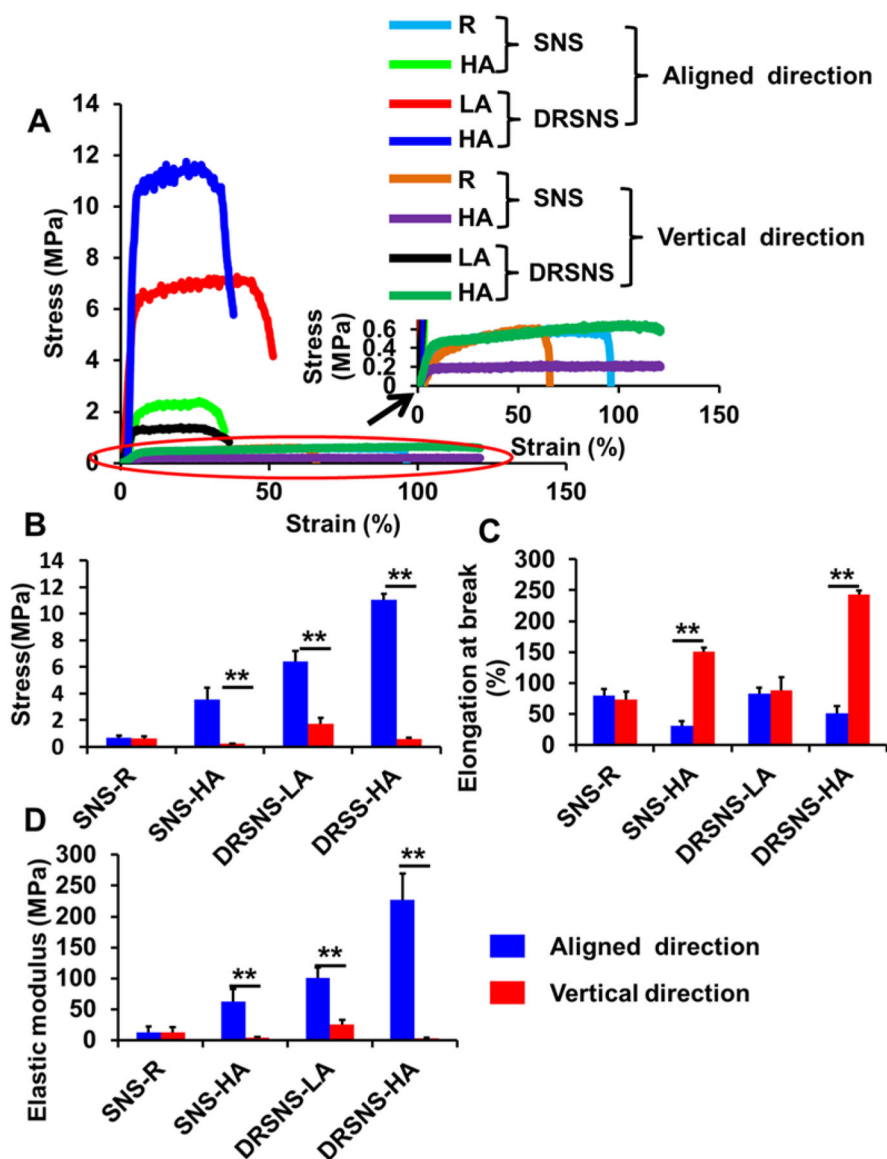 A
R
HA
SNS
LA
HA
DRSNS
Aligned direction
R
HA
SNS
LA
HA
DRSNS
Vertical direction
Stress (MPa)
14
12
10
8
6
4
2
0
0 50 100 150
Strain (%)
Stress
(MPa)
0.6
0.4
0.2
0
0 50 100 150
Strain (%)
B
Stress(MPa)
14
12
10
8
6
4
2
0
**
**
**
SNS-R
SNS-HA
DRSNS-LA
DRSS-HA
C
Elongation at break
(%)
300
250
200
150
100
50
0
**
**
SNS-R
SNS-HA
DRSNS-LA
DRSNS-HA
D
Elastic modulus (MPa)
300
250
200
150
100
50
0
**
**
**
SNS-R
SNS-HA
DRSNS-LA
DRSNS-HA
Aligned direction
Vertical direction